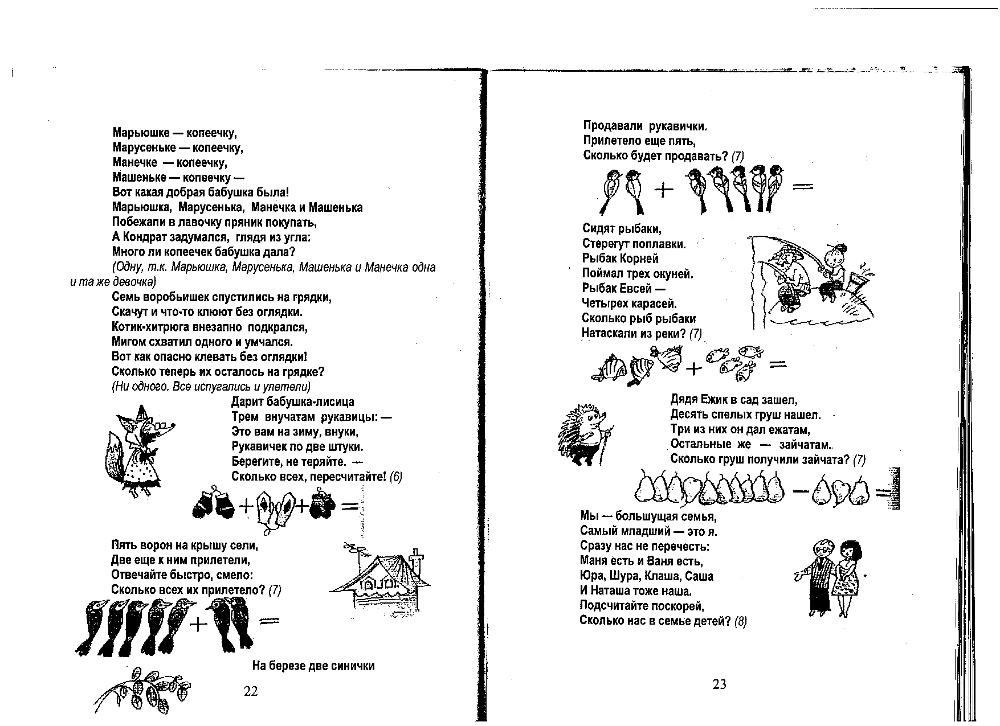 Марьюшке — копеечку,
Марусеньке — копеечку,
Манечке — копеечку,
Машеньке — копеечку —
Вот какая добрая бабушка была!
Марьюшка, Марусенька, Манечка и Машенька
Побежали в лавочку пряник покупать,
А Кондрат задумался, глядя из угла:
Много ли копеечек бабушка дала?
(Одну, т.к. Марьюшка, Марусенька, Машенька и Манечка одна
и та же девочка)
Семь воробьишек спустились на грядки,
Скачут и что-то клюют без оглядки.
Котик-хитрюга внезапно подкрался,
Мигом схватил одного и умчался.
Вот как опасно клевать без оглядки!
Сколько теперь их осталось на грядке?
(Ни одного. Все испугались и улетели)
Дарит бабушка-лисица
Трем внучатам рукавицы: —
Это вам на зиму, внуки,
Рукавичек по две штуки.
Берегите, не теряйте. —
Сколько всех, пересчитайте! (6)
+ + =
Пять ворон на крышу сели,
Две еще к ним прилетели,
Отвечайте быстро, смело:
Сколько всех их прилетело? (7)
+ =
На березе две синички
22
Продавали рукавички.
Прилетело еще пять,
Сколько будет продавать? (7)
+ =
Сидят рыбаки,
Стерегут поплавки.
Рыбак Корней
Поймал трех окуней.
Рыбак Евсей —
Четырех карасей.
Сколько рыб рыбаки
Натаскали из реки? (7)
+ =
Дядя Ежик в сад зашел,
Десять спелых груш нашел.
Три из них он дал ежатам,
Остальные же — зайчатам.
Сколько груш получили зайчата? (7)
− =
Мы — большущая семья,
Самый младший — это я.
Сразу нас не перечесть:
Маня есть и Ваня есть,
Юра, Шура, Клаша, Саша
И Наташа тоже наша.
Подсчитайте поскорей,
Сколько нас в семье детей? (8)
23